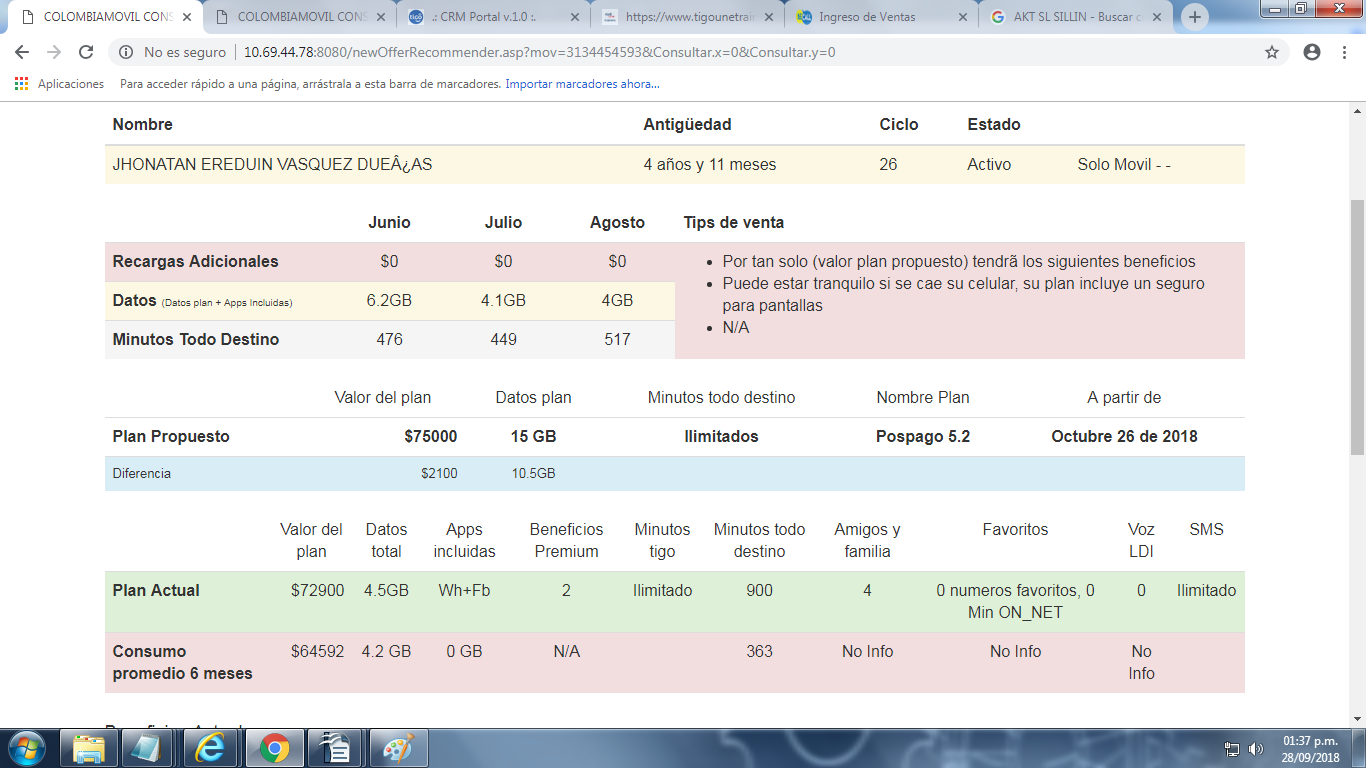 COLOMBIAMOVIL CONS
COLOMBIAMOVIL CONS
.: CRM Portal v.1.0 :.
https://www.tigounetrai
Ingreso de Ventas
AKT SL SILLIN - Buscar c
No es seguro | 10.69.44.78:8080/newOfferRecommender.asp?mov=3134454593&Consultar.x=0&Consultar.y=0
Aplicaciones Para acceder rápido a una página, arrástrala a esta barra de marcadores. Importar marcadores ahora...
Nombre Antigüedad Ciclo Estado
JHONATAN EREDUIN VASQUEZ DUEÂ¿AS 4 años y 11 meses 26 Activo Solo Movil - -
Junio Julio Agosto Tips de venta
Recargas Adicionales $0 $0 $0
Datos (Datos plan + Apps Incluidas) 6.2GB 4.1GB 4GB
Minutos Todo Destino 476 449 517
• Por tan solo (valor plan propuesto) tendrã los siguientes beneficios
• Puede estar tranquilo si se cae su celular, su plan incluye un seguro
para pantallas
• N/A
Valor del plan Datos plan Minutos todo destino Nombre Plan A partir de
Plan Propuesto $75000 15 GB Ilimitados Pospago 5.2 Octubre 26 de 2018
Diferencia $2100 10.5GB
Valor del Datos Apps Beneficios Minutos Minutos todo Amigos y Favoritos Voz SMS
plan total incluidas Premium tigo destino familia LDI
Plan Actual $72900 4.5GB Wh+Fb 2 Ilimitado 900 4 0 numeros favoritos, 0 0 Ilimitado
Min ON_NET
Consumo $64592 4.2 GB 0 GB N/A 363 No Info No Info No
promedio 6 meses Info
01:37 p.m.
28/09/2018